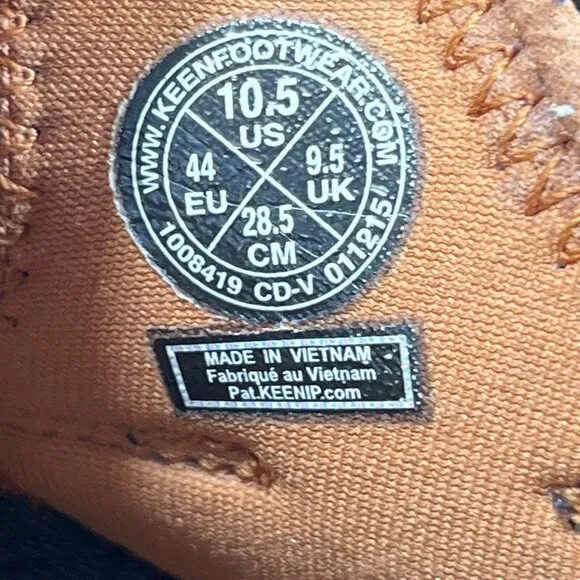 WWW.KEENFOOTWEAR.COM
10.5
US
44
EU
9.5
UK
28.5
CM
1008419 CD-V 011215/
MADE IN VIETNAM
Fabriqué au Vietnam
Pat.KEENIP.com